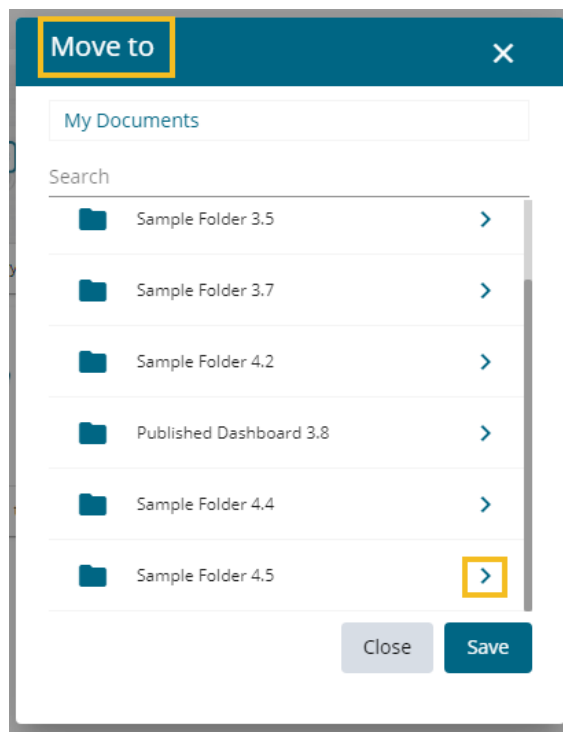 Move to
My Documents
Search
Sample Folder 3.5
Sample Folder 3.7
Sample Folder 4.2
Published Dashboard 3.8
Sample Folder 4.4
Sample Folder 4.5
Close Save